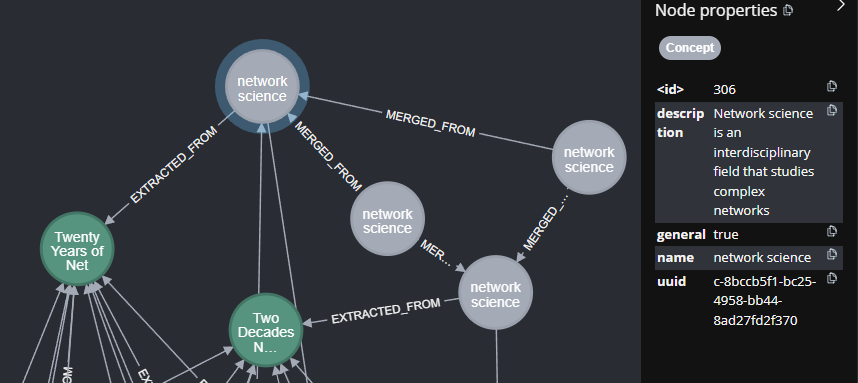 network
science
EXTRACTED_FROM
MERGED_FROM
MERGED_FROM
network
science
network
science
MERGED_...
MER...
Twenty
Years of
Net
network
science
EXTRACTED_FROM
Two
Decades
N...
Node properties
Concept
<id> 306
descrip
tion
Network science
is an
interdisciplinary
field that studies
complex
networks
general true
name network science
uuid c-8bccb5f1-bc25-
4958-bb44-
8ad27fd2f370